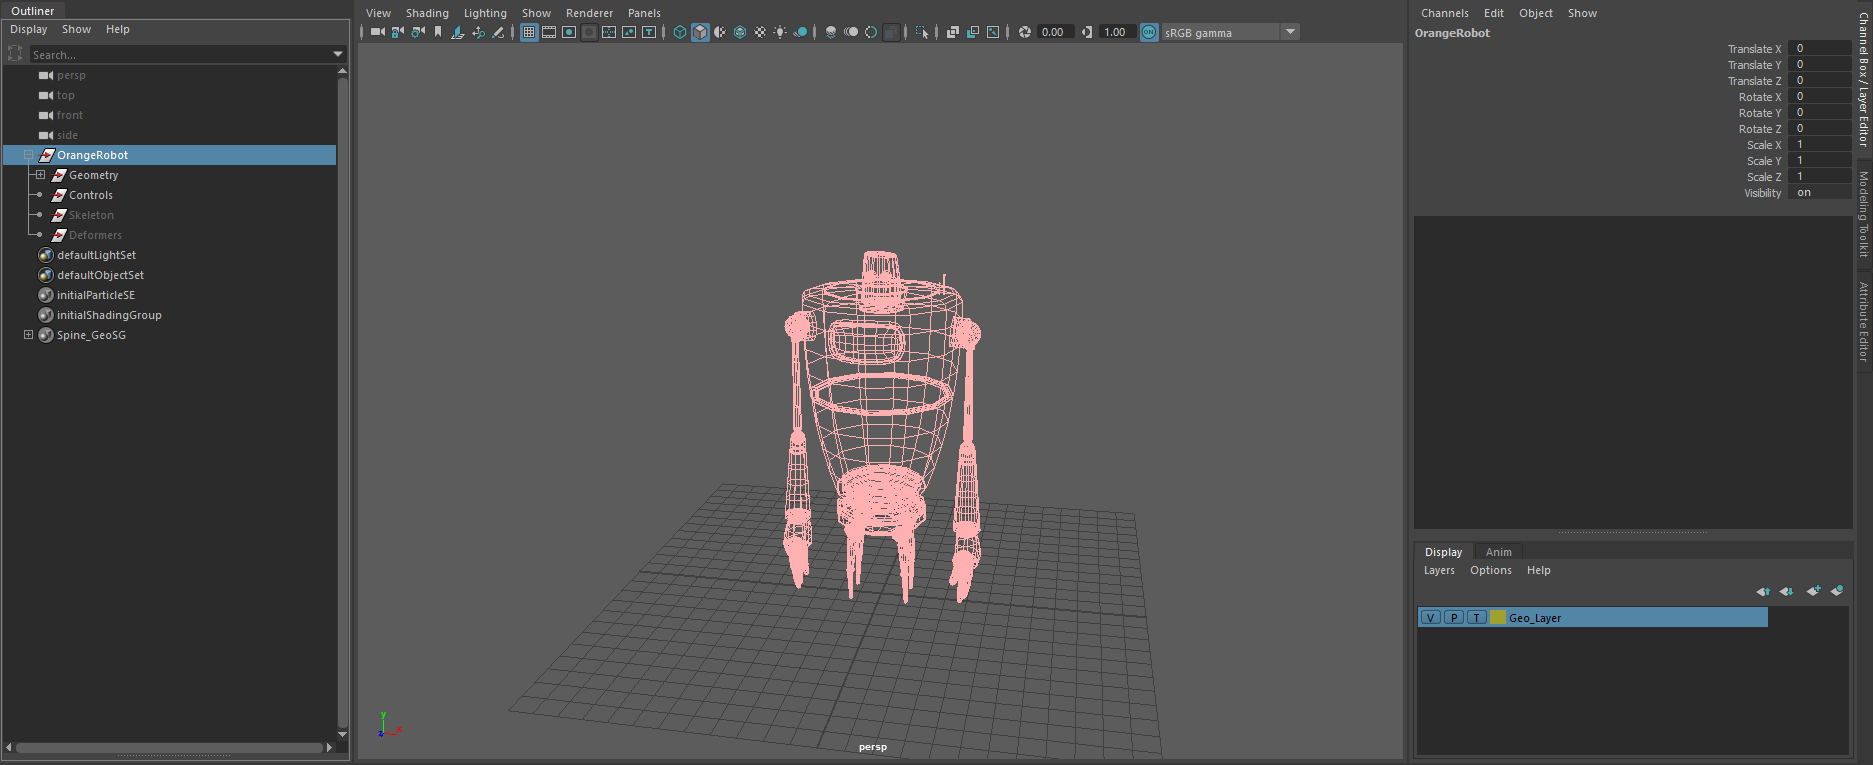 Outliner
Display Show Help
Search...
persp
top
front
side
OrangeRobot
Geometry
Controls
Skeleton
Deformers
defaultLightSet
defaultObjectSet
initialParticleSE
initialShadingGroup
Spine_GeoSG
View Shading Lighting Show Renderer Panels
0.00 1.00 ON sRGB gamma
y
z x
persp
Channels Edit Object Show
OrangeRobot
Translate X 0
Translate Y 0
Translate Z 0
Rotate X 0
Rotate Y 0
Rotate Z 0
Scale X 1
Scale Y 1
Scale Z 1
Visibility on
Display Anim
Layers Options Help
V P T Geo_Layer
Channel Box / Layer Editor
Modeling Toolkit
Attribute Editor